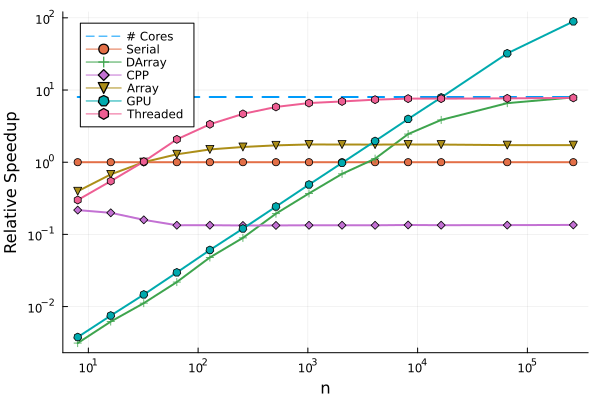 10²
# Cores
Serial
DArray
CPP
Array
GPU
Threaded
10¹
10⁰
10⁻¹
10⁻²
Relative Speedup
10¹ 10² 10³ 10⁴ 10⁵
n